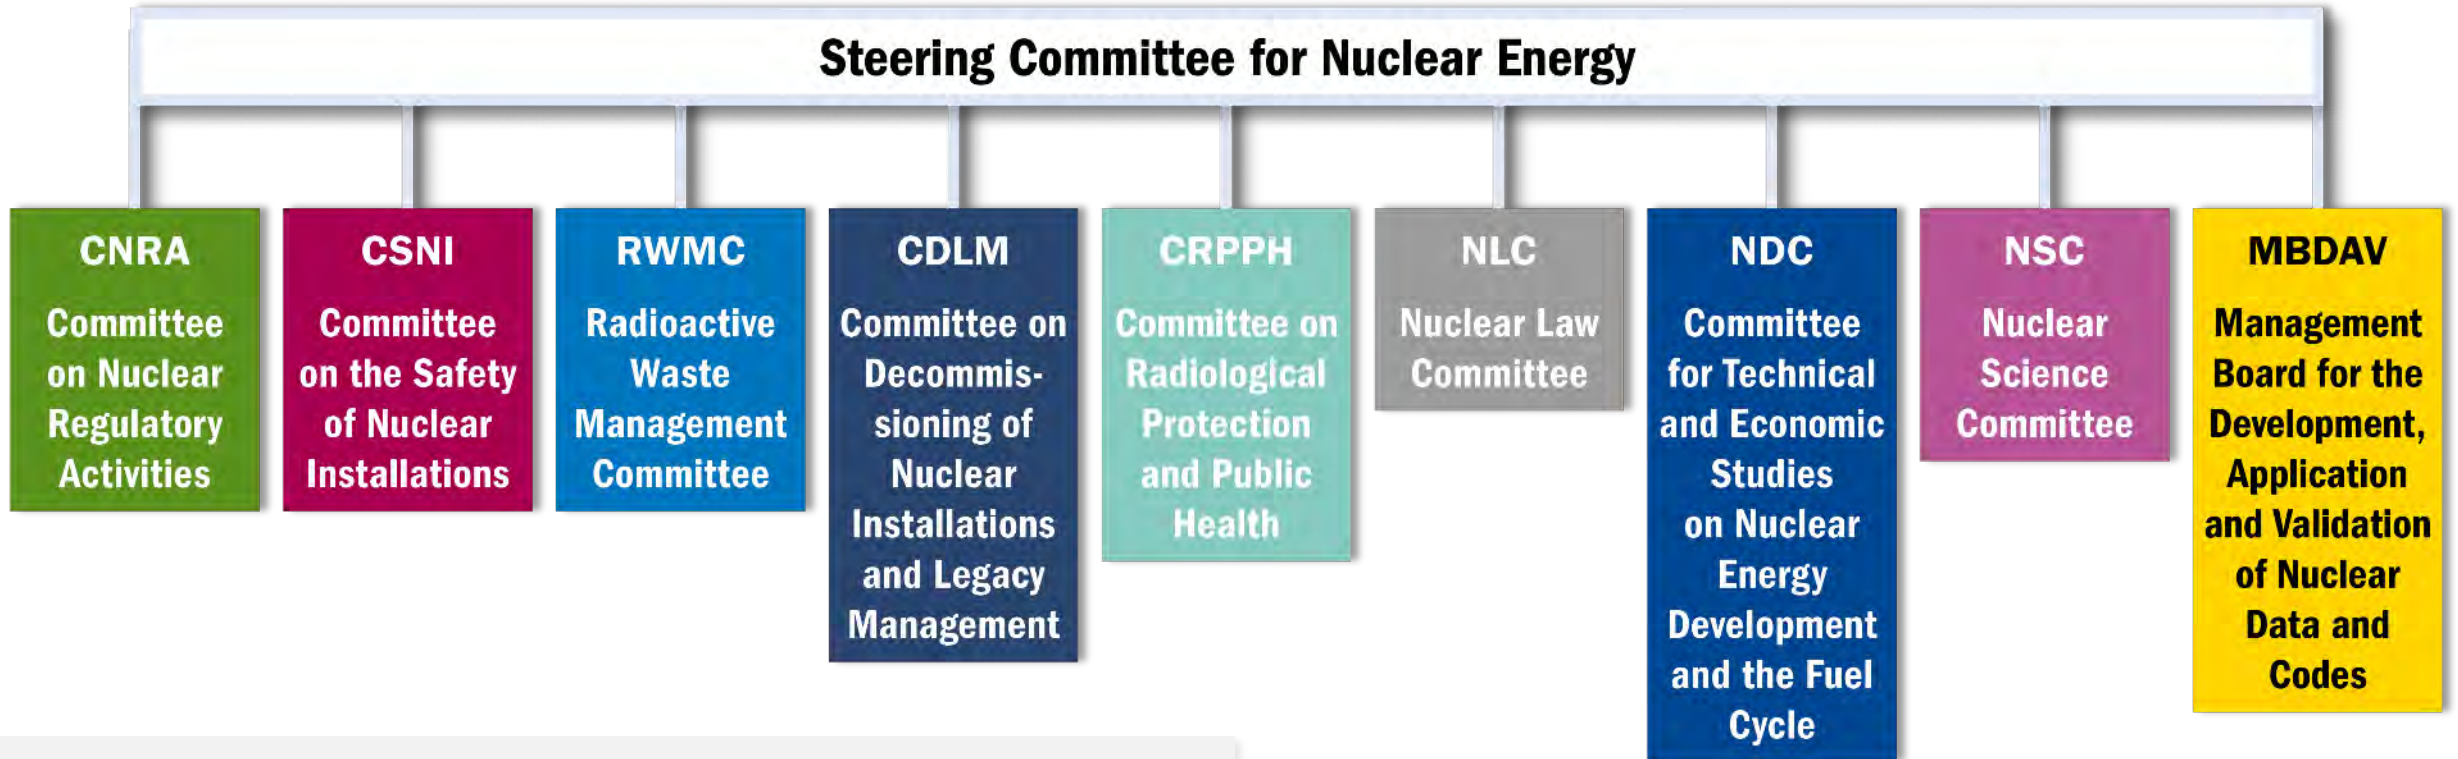 Steering Committee for Nuclear Energy
CNRA
Committee
on Nuclear
Regulatory
Activities
CSNI
Committee
on the Safety
of Nuclear
Installations
RWMC
Radioactive
Waste
Management
Committee
CDLM
Committee on
Decommis-
sioning of
Nuclear
Installations
and Legacy
Management
CRPPH
Committee on
Radiological
Protection
and Public
Health
NLC
Nuclear Law
Committee
NDC
Committee
for Technical
and Economic
Studies
on Nuclear
Energy
Development
and the Fuel
Cycle
NSC
Nuclear
Science
Committee
MBDAV
Management
Board for the
Development,
Application
and Validation
of Nuclear
Data and
Codes